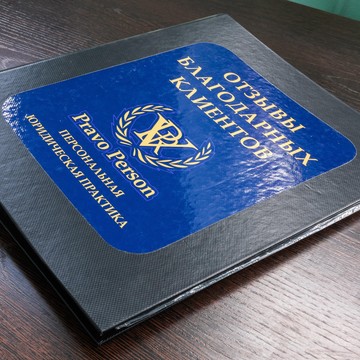 ОТЗЫВЫ
БЛАГОДАРНЫХ
КЛИЕНТОВ
Pravo Person
ПЕРСОНАЛЬНАЯ
ЮРИДИЧЕСКАЯ ПРАКТИКА